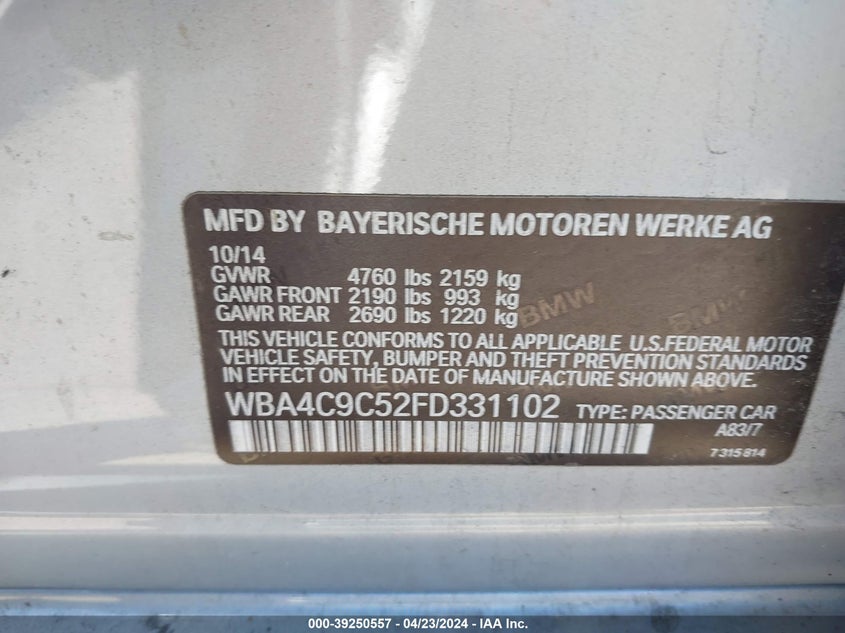 MFD BY BAYERISCHE MOTOREN WERKE AG
10/14
GVWR 4760 lbs 2159 kg
GAWR FRONT 2190 lbs 993 kg
GAWR REAR 2690 lbs 1220 kg
BMW
BMW
THIS VEHICLE CONFORMS TO ALL APPLICABLE U.S.FEDERAL MOTOR
VEHICLE SAFETY, BUMPER AND THEFT PREVENTION STANDARDS
IN EFFECT ON THE DATE OF MANUFACTURE SHOWN ABOVE.
WBA4C9C52FD331102 TYPE: PASSENGER CAR
A83/7
7 315 814
000-39250557 - 04/23/2024 - IAA Inc.